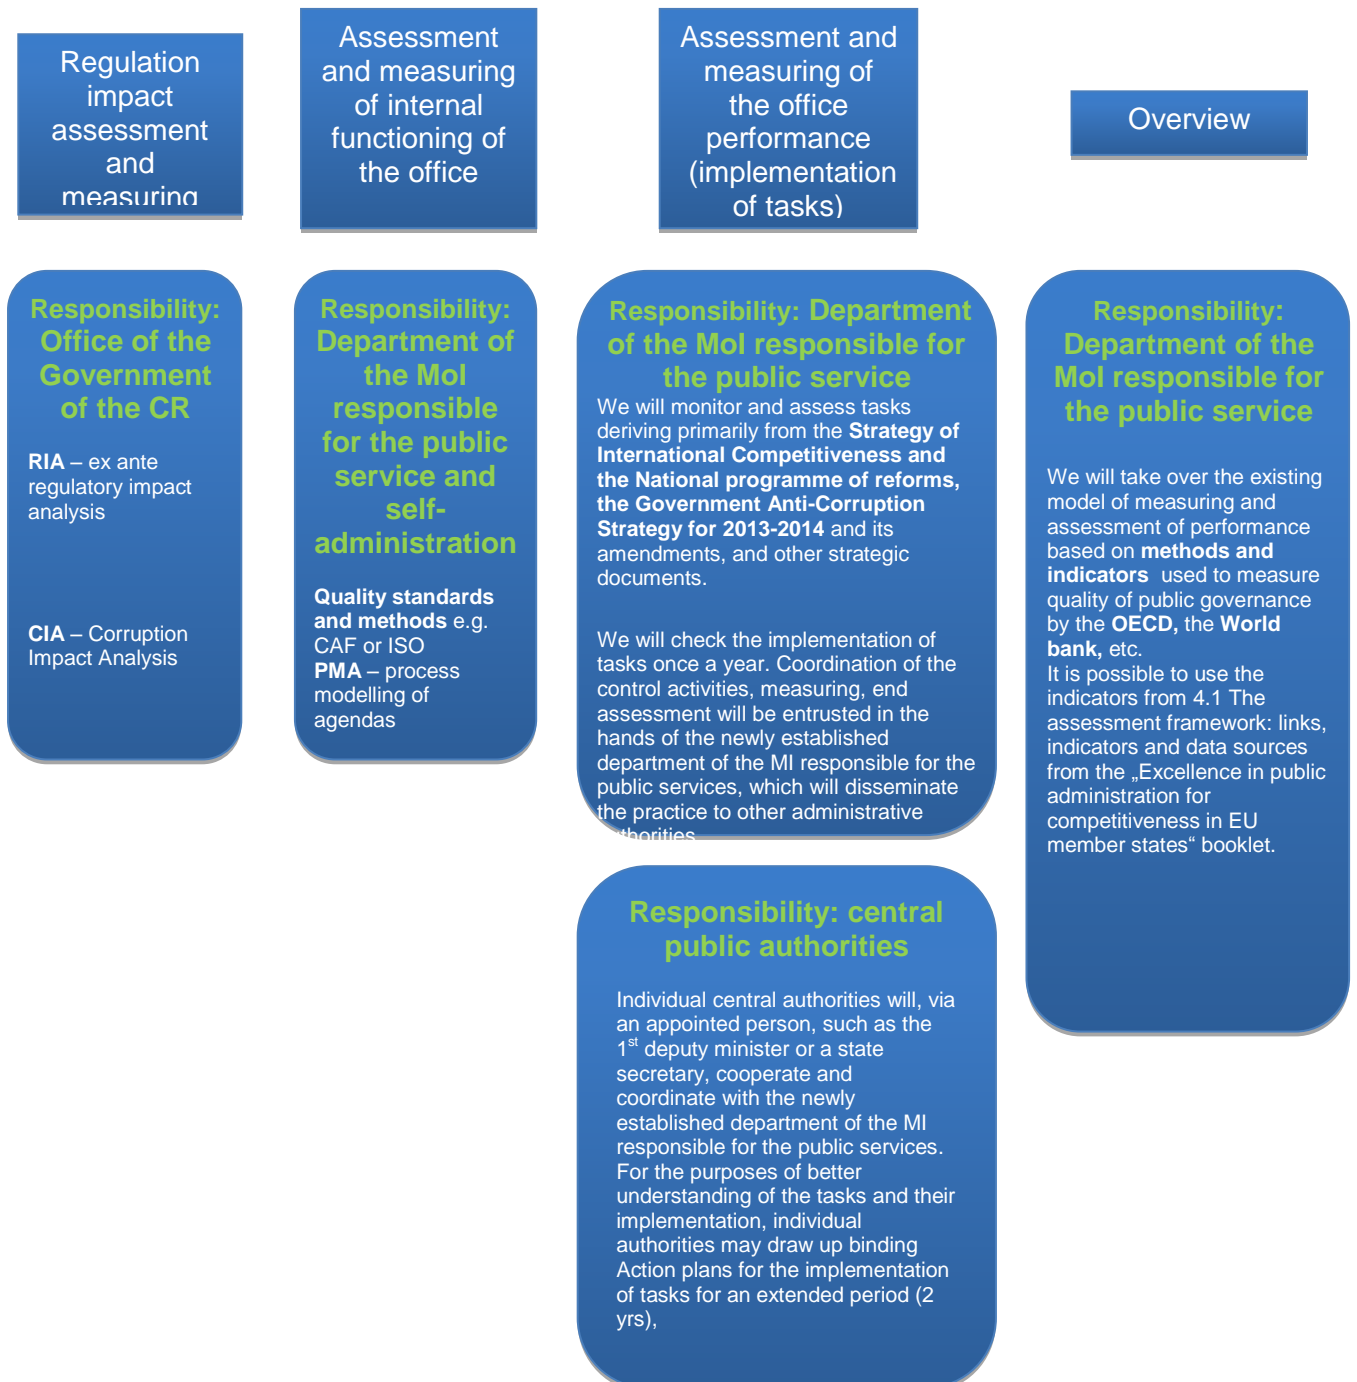 Regulation
impact
assessment
and
measuring
Assessment
and measuring
of internal
functioning of
the office
Assessment and
measuring of
the office
performance
(implementation
of tasks)
Overview
Responsibility:
Office of the
Government
of the CR
RIA – ex ante
regulatory impact
analysis
CIA – Corruption
Impact Analysis
Responsibility:
Department of
the MoI
responsible
for the public
service and
self-
administration
Quality standards
and methods e.g.
CAF or ISO
PMA – process
modelling of
agendas
Responsibility: Department
of the MoI responsible for
the public service
We will monitor and assess tasks
deriving primarily from the Strategy of
International Competitiveness and
the National programme of reforms,
the Government Anti-Corruption
Strategy for 2013-2014 and its
amendments, and other strategic
documents.
We will check the implementation of
tasks once a year. Coordination of the
control activities, measuring, end
assessment will be entrusted in the
hands of the newly established
department of the MI responsible for the
public services, which will disseminate
the practice to other administrative
authorities
Responsibility: central
public authorities
Individual central authorities will, via
an appointed person, such as the
1st deputy minister or a state
secretary, cooperate and
coordinate with the newly
established department of the MI
responsible for the public services.
For the purposes of better
understanding of the tasks and their
implementation, individual
authorities may draw up binding
Action plans for the implementation
of tasks for an extended period (2
yrs),
Responsibility:
Department of the
MoI responsible for
the public service
We will take over the existing
model of measuring and
assessment of performance
based on methods and
indicators used to measure
quality of public governance
by the OECD, the World
bank, etc.
It is possible to use the
indicators from 4.1 The
assessment framework: links,
indicators and data sources
from the „Excellence in public
administration for
competitiveness in EU
member states“ booklet.